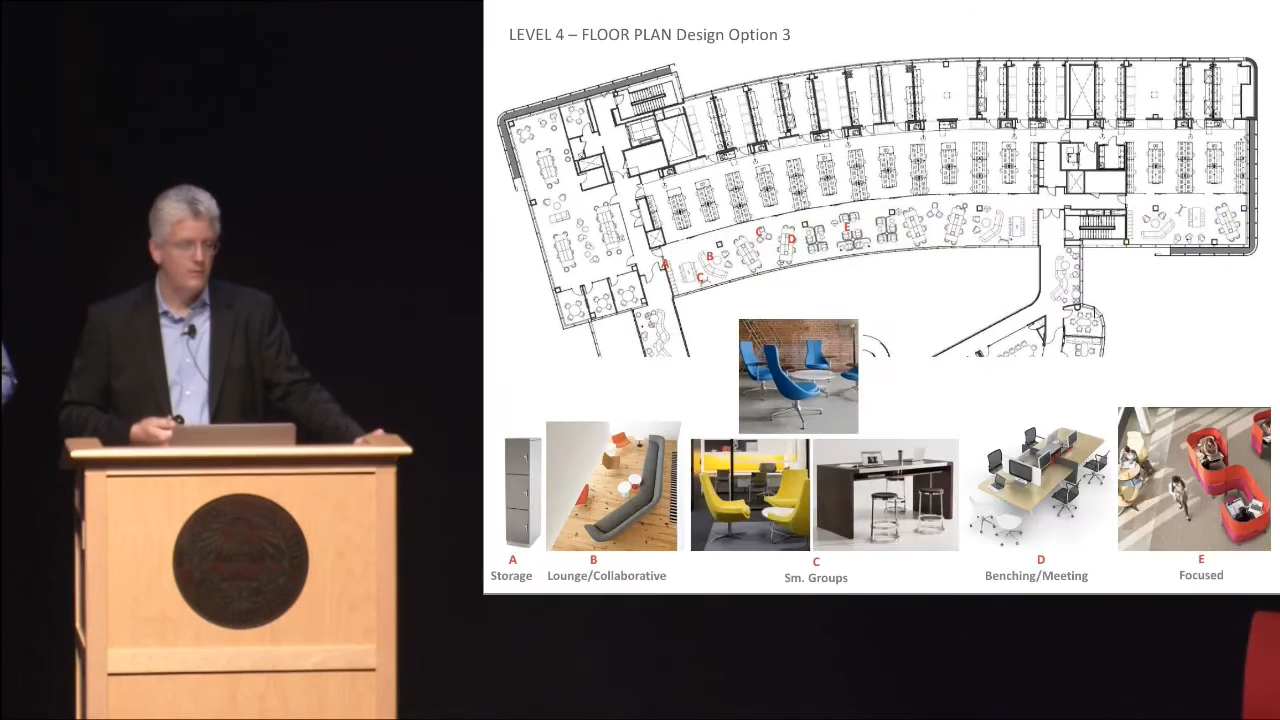 LEVEL 4 – FLOOR PLAN Design Option 3
A
B
C
C
D
E
A
Storage
B
Lounge/Collaborative
C
Sm. Groups
D
Benching/Meeting
E
Focused